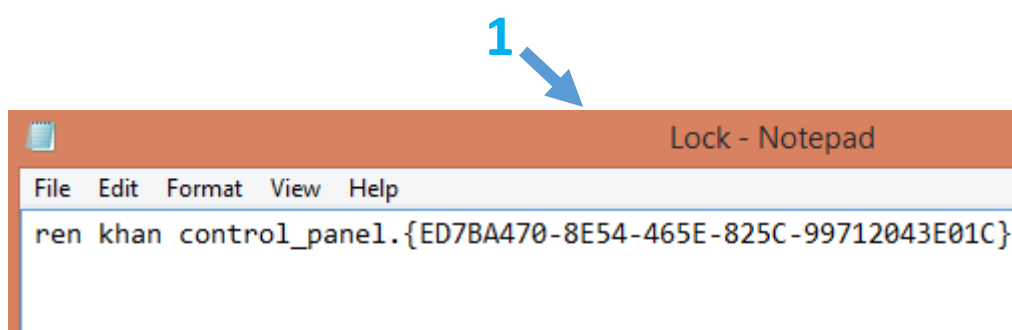 1
Lock - Notepad
File Edit Format View Help
ren khan control_panel.{ED7BA470-8E54-465E-825C-99712043E01C}